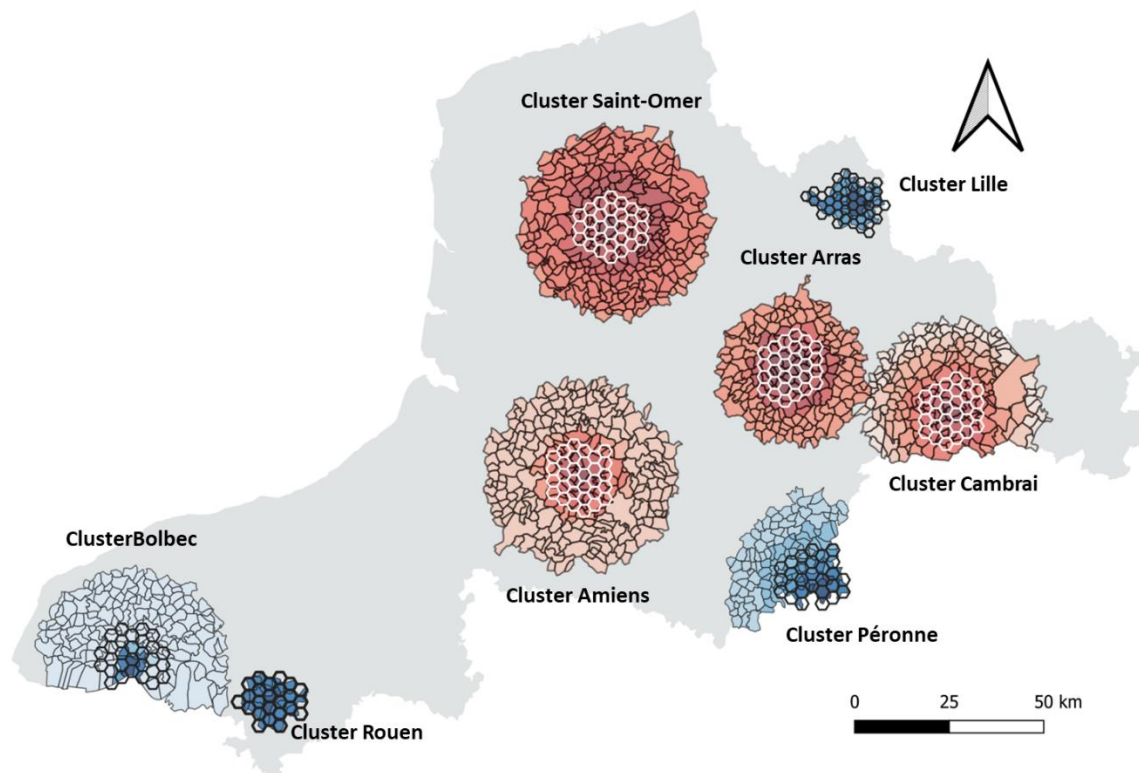 Cluster Saint-Omer
Cluster Lille
Cluster Arras
Cluster Cambrai
ClusterBolbec
Cluster Amiens
Cluster Péronne
Cluster Rouen
0 25 50 km